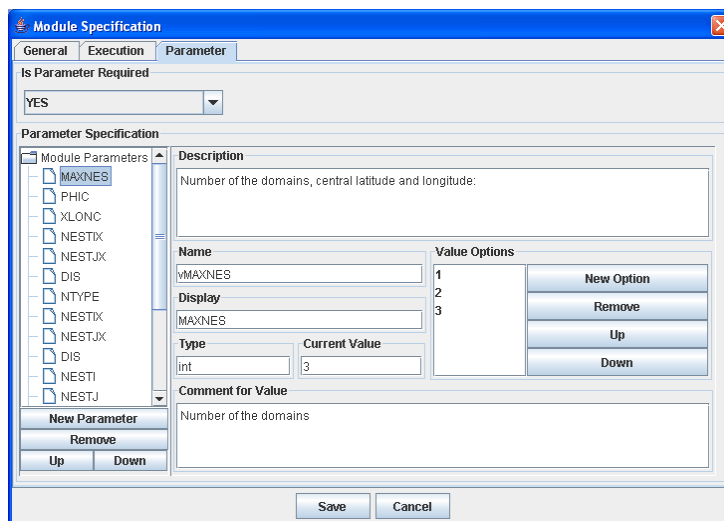 Module Specification
General Execution Parameter
Is Parameter Required
YES
Parameter Specification
Module Parameters
MAXNES
PHIC
XLONC
NESTIX
NESTJX
DIS
NTYPE
NESTIX
NESTJX
DIS
NESTI
NESTJ
New Parameter
Remove
Up Down
Description
Number of the domains, central latitude and longitude:
Name
vMAXNES
Display
MAXNES
Type Current Value
int 3
Value Options
1
2
3
New Option
Remove
Up
Down
Comment for Value
Number of the domains
Save Cancel